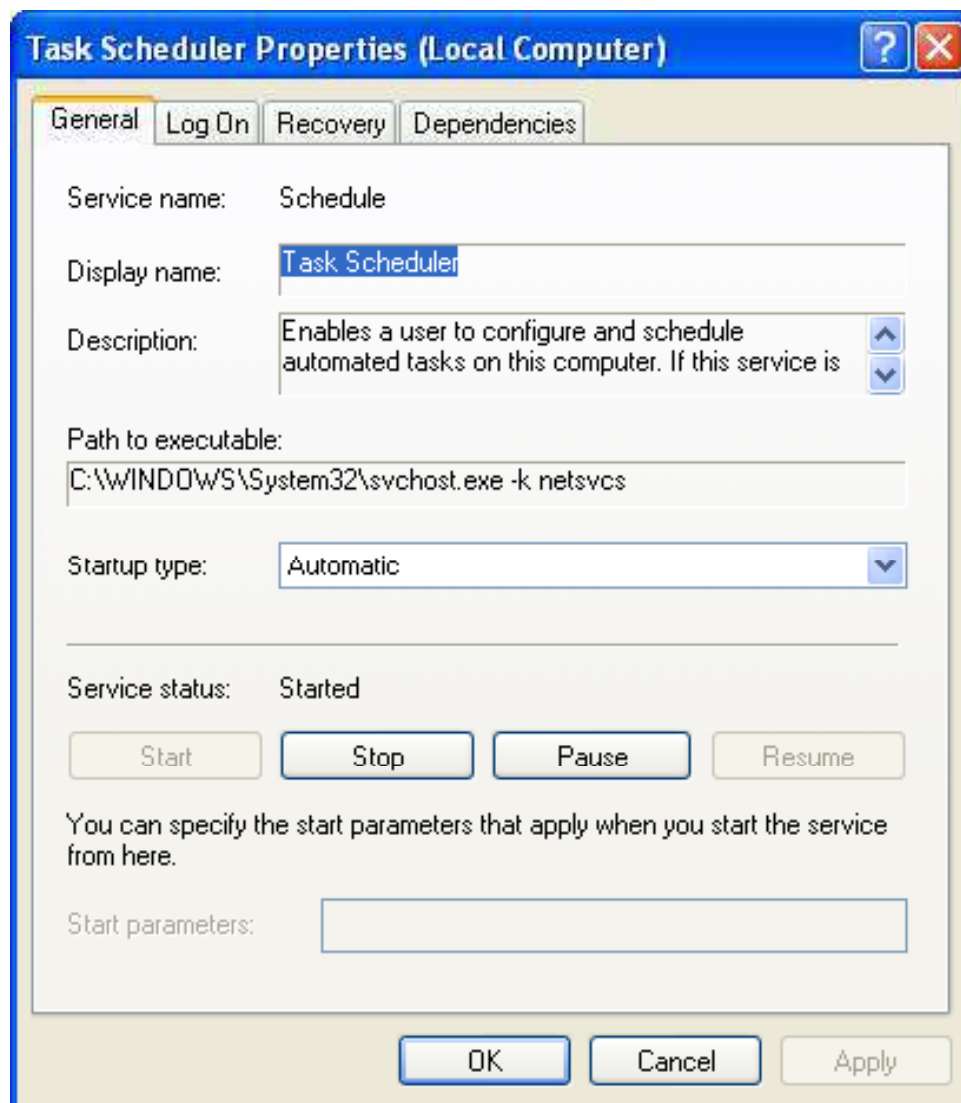 Task Scheduler Properties (Local Computer)
General Log On Recovery Dependencies
Service name: Schedule
Display name: Task Scheduler
Description: Enables a user to configure and schedule
automated tasks on this computer. If this service is
Path to executable:
C:\WINDOWS\System32\svchost.exe -k netsvcs
Startup type: Automatic
Service status: Started
Start Stop Pause Resume
You can specify the start parameters that apply when you start the service
from here.
Start parameters:
OK Cancel Apply